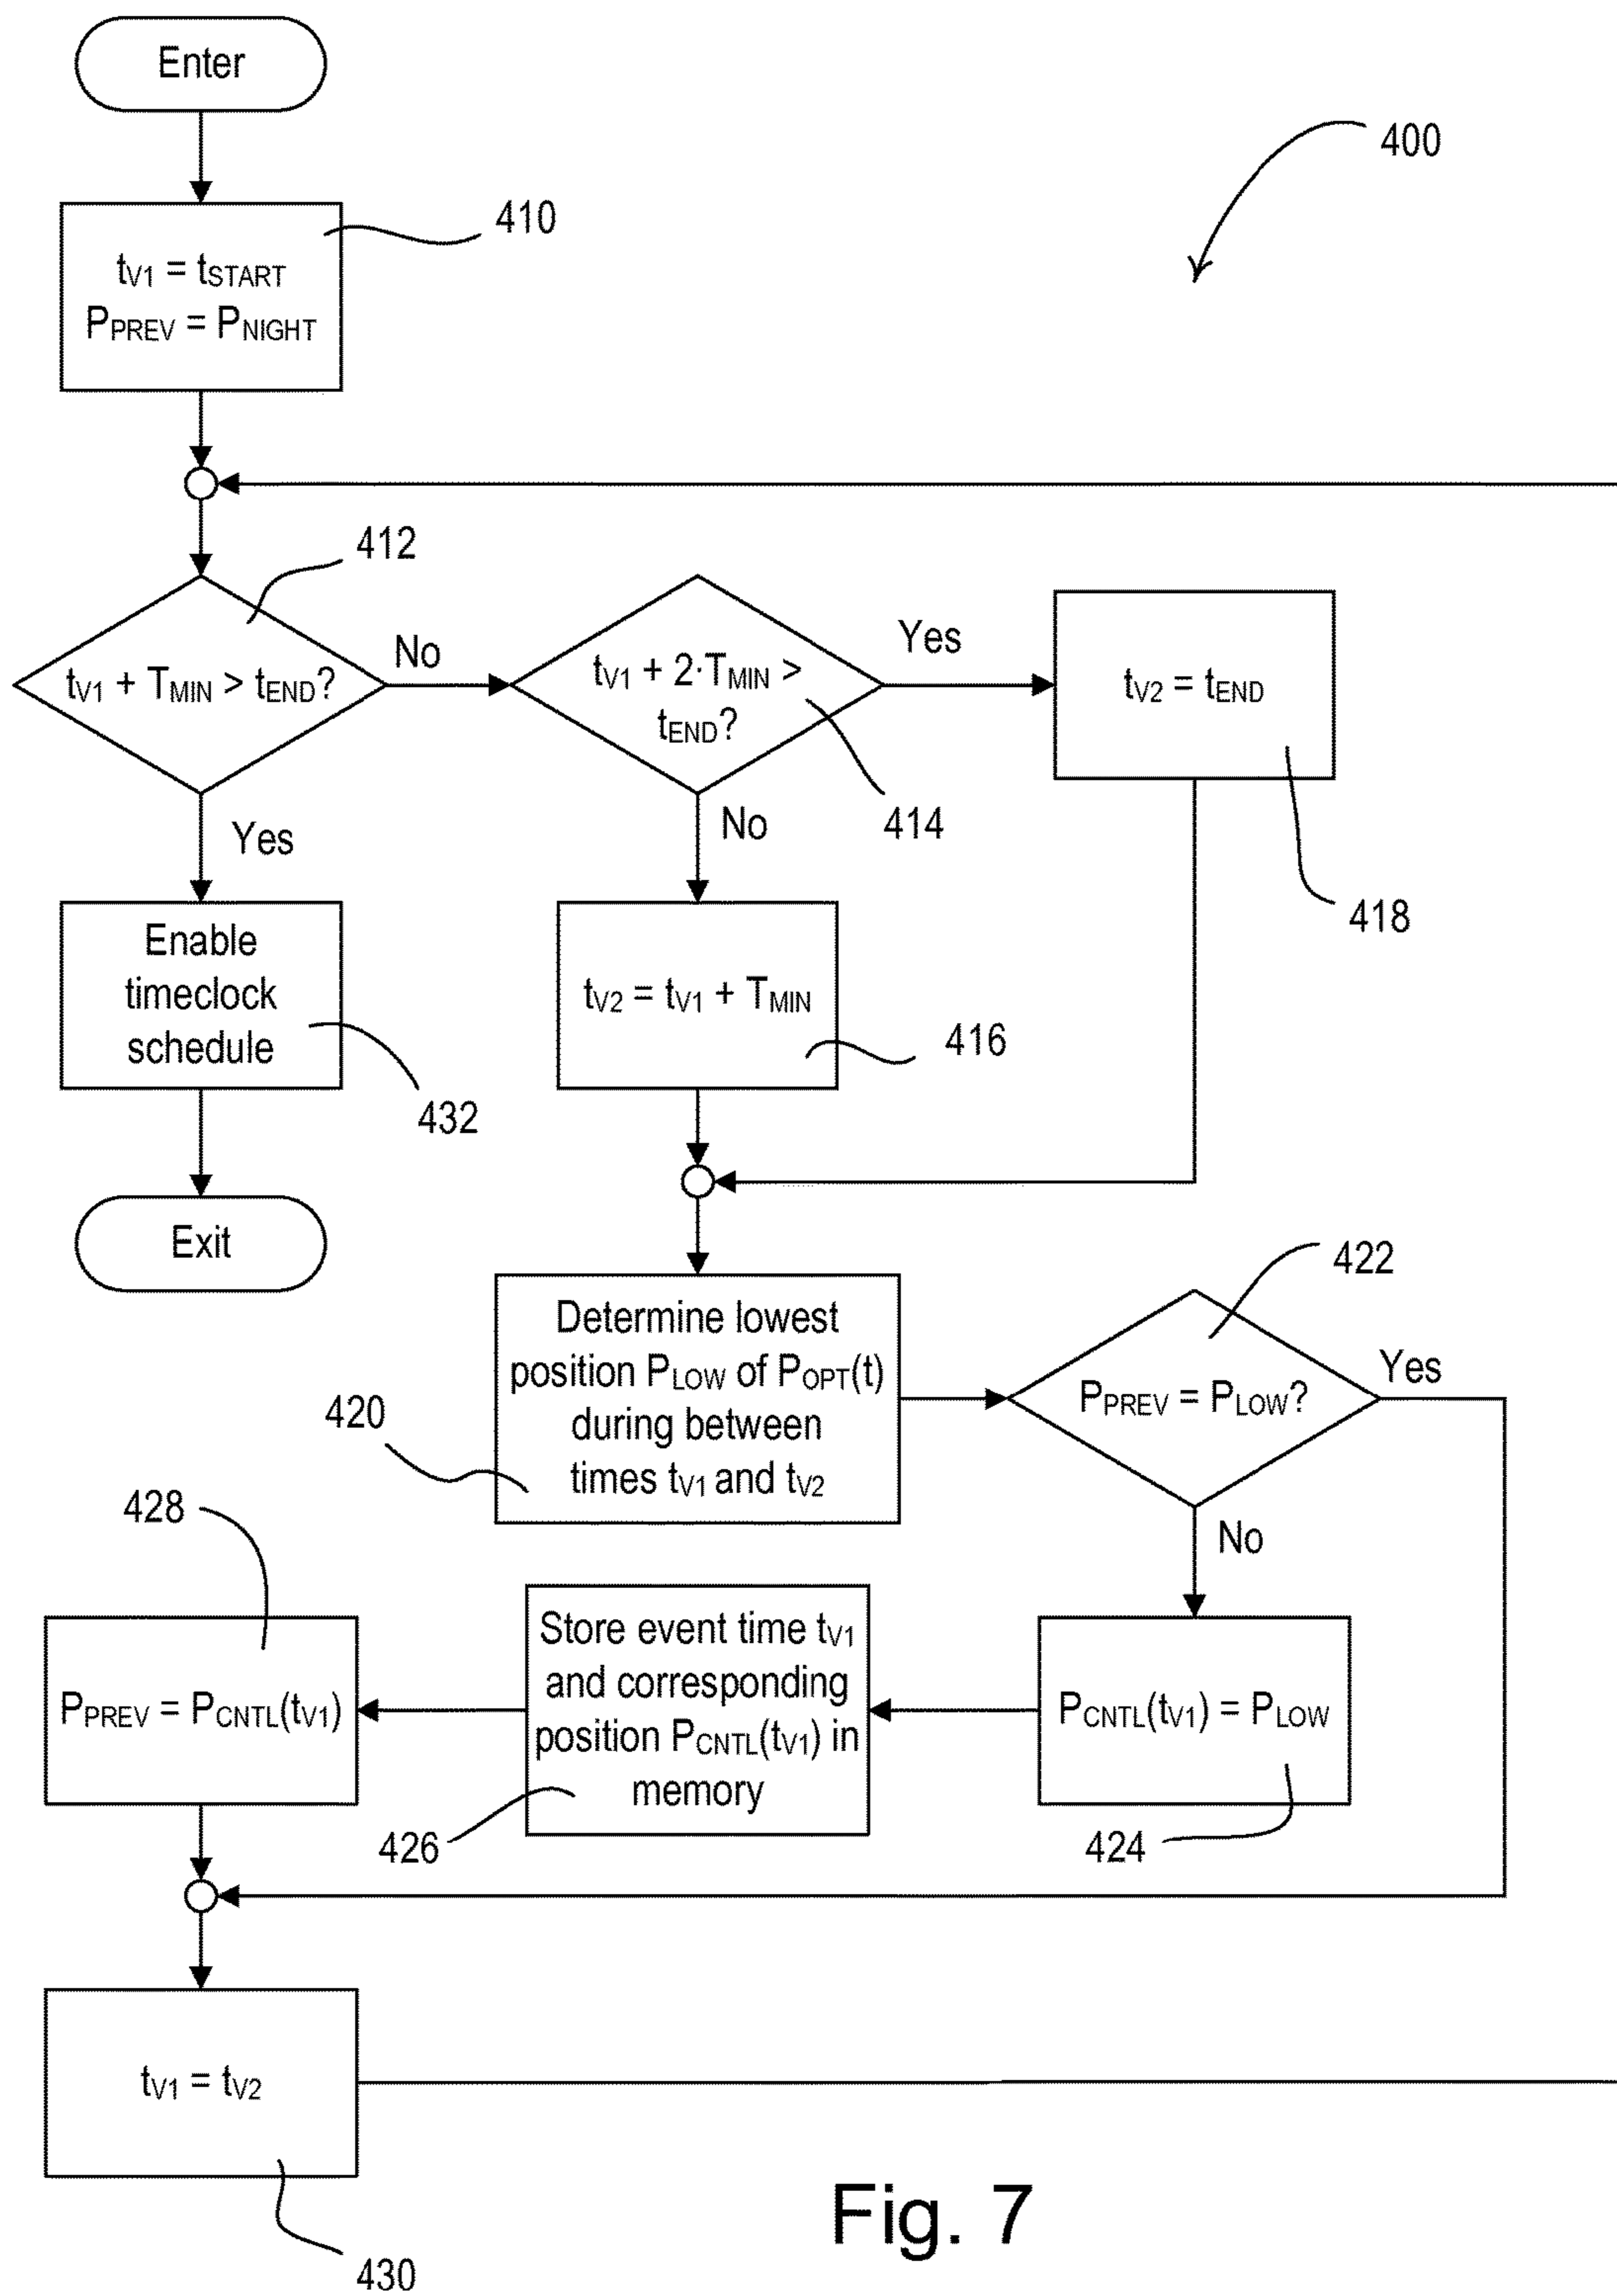 Enter
400
410
tV1 = tSTART
PPREV = PNIGHT
412
tV1 + TMIN > tEND?
No
tV1 + 2·TMIN >
tEND?
Yes
tV2 = tEND
414
418
Yes
No
Enable
timeclock
schedule
432
tV2 = tV1 + TMIN
416
Exit
Determine lowest
position PLOW of POPT(t)
during between
times tV1 and tV2
420
422
PPREV = PLOW?
Yes
No
428
PPREV = PCNTL(tV1)
Store event time tV1
and corresponding
position PCNTL(tV1) in
memory
426
PCNTL(tV1) = PLOW
424
tV1 = tV2
430
Fig. 7